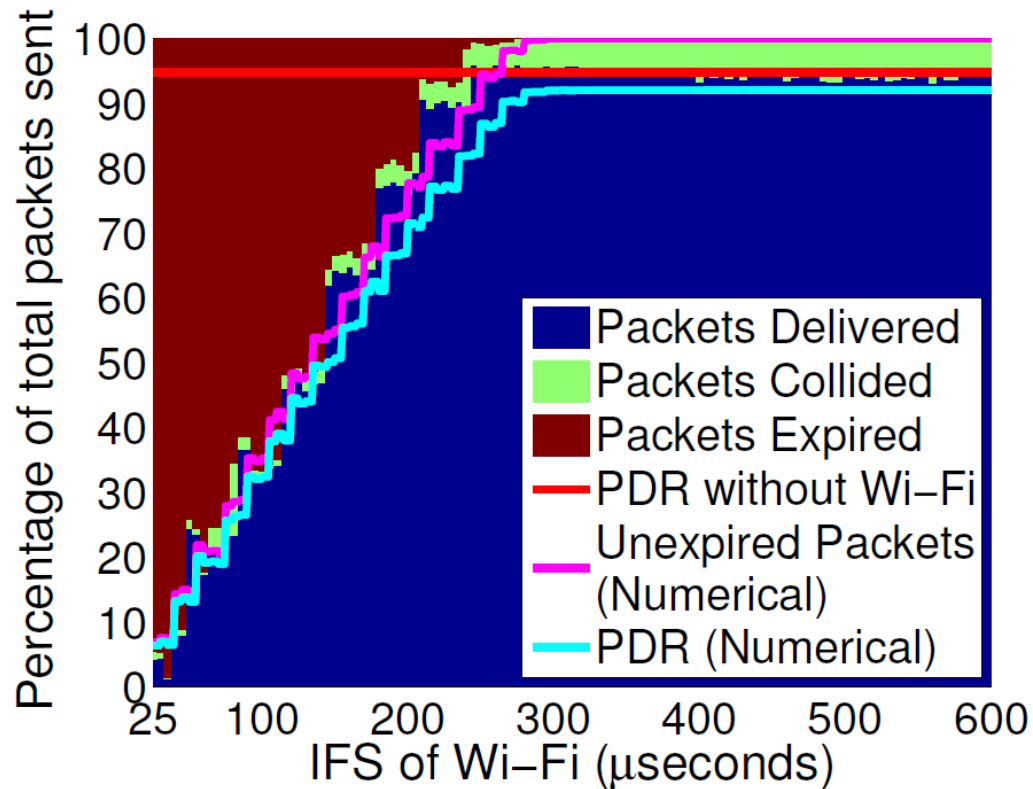 Percentage of total packets sent
100
90
80
70
60
50
40
30
20
10
0
25
100
200
300
400
500
600
IFS of Wi-Fi (μseconds)
Packets Delivered
Packets Collided
Packets Expired
PDR without Wi-Fi
Unexpired Packets
(Numerical)
PDR (Numerical)